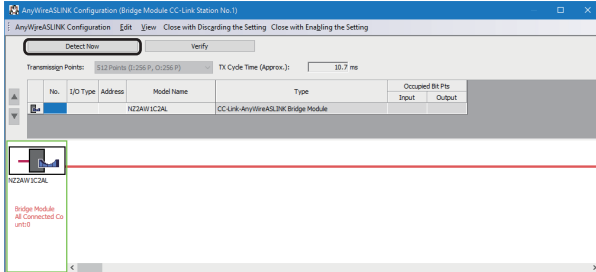 AnyWireASLINK Configuration (Bridge Module CC-Link Station No.1)
AnyWireASLINK Configuration Edit View Close with Discarding the Setting Close with Enabling the Setting
Detect Now Verify
Transmission Points: 512 Points (I:256 P, O:256 P) TX Cycle Time (Approx.): 10.7 ms
No. I/O Type Address Model Name Type Occupied Bit Pts
Input Output
NZ2AW1C2AL CC-Link-AnyWireASLINK Bridge Module
NZ2AW1C2AL
Bridge Module
All Connected Co
unt:0